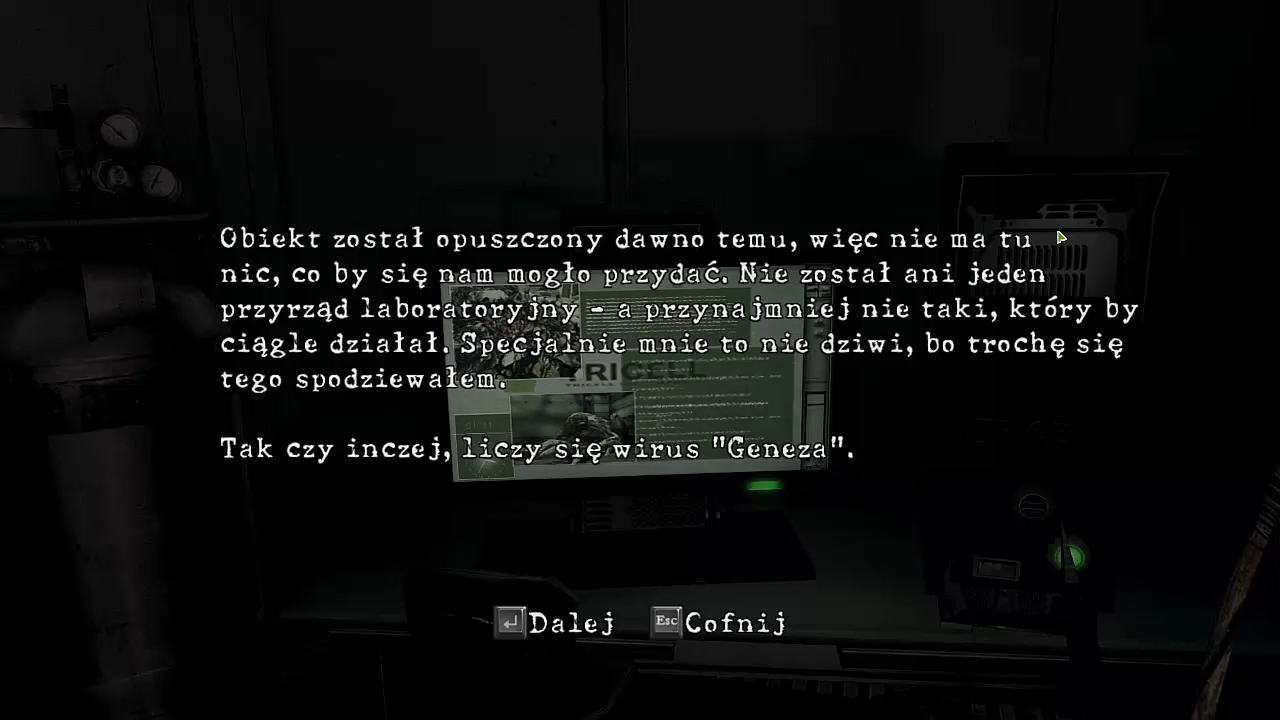 Obiekt został opuszczony dawno temu, więc nie ma tu
nic, co by się nam mogło przydać. Nie został ani jeden
przyrząd laboratoryjny - a przynajmniej nie taki, który by
ciągle działał. Specjalnie mnie to nie dziwi, bo trochę się
tego spodziewałem.
TRICELL
Tak czy inczej, liczy się wirus "Geneza".
Dalej Esc Cofnij